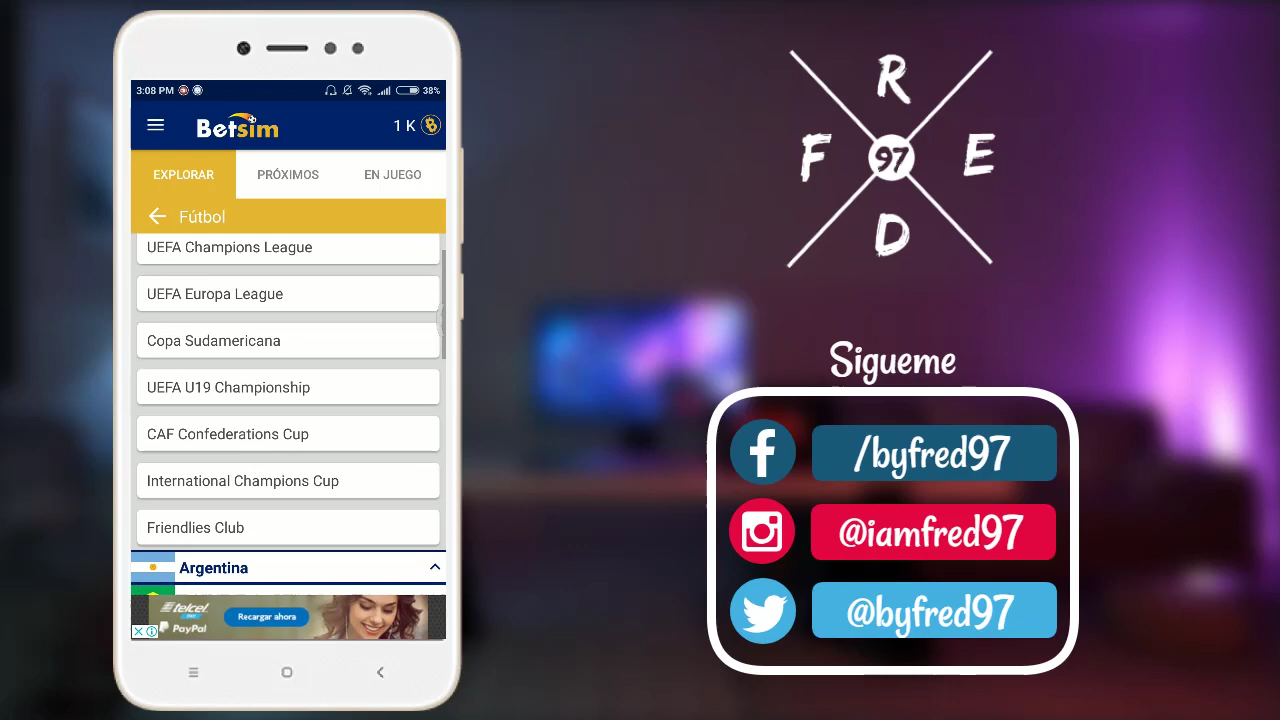 3:08 PM
38%
Betsim
1 K
EXPLORAR
PRÓXIMOS
EN JUEGO
Fútbol
UEFA Champions League
UEFA Europa League
Copa Sudamericana
UEFA U19 Championship
CAF Confederations Cup
International Champions Cup
Friendlies Club
Argentina
telcel
PayPal
Recargar ahora
R
F 97 E
D
Sigueme
/byfred97
@iamfred97
@byfred97